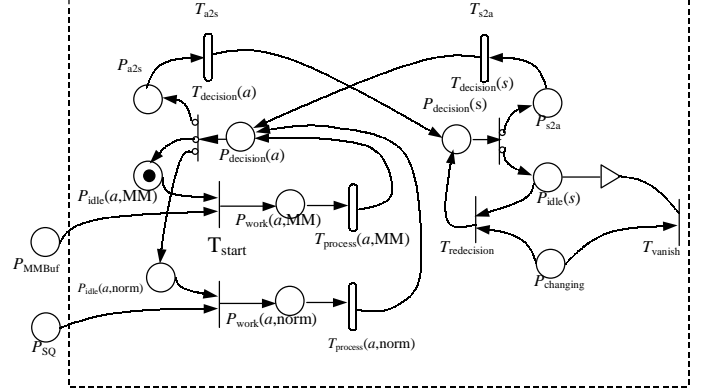 T_a2s
T_s2a
P_a2s
T_decision(a)
T_decision(s)
P_decision(s)
P_s2a
P_decision(a)
P_idle(a,MM)
P_idle(s)
P_work(a,MM)
T_start
T_process(a,MM)
T_redecision
T_vanish
P_MMBuf
P_changing
P_idle(a,norm)
P_work(a,norm)
P_SQ
T_process(a,norm)